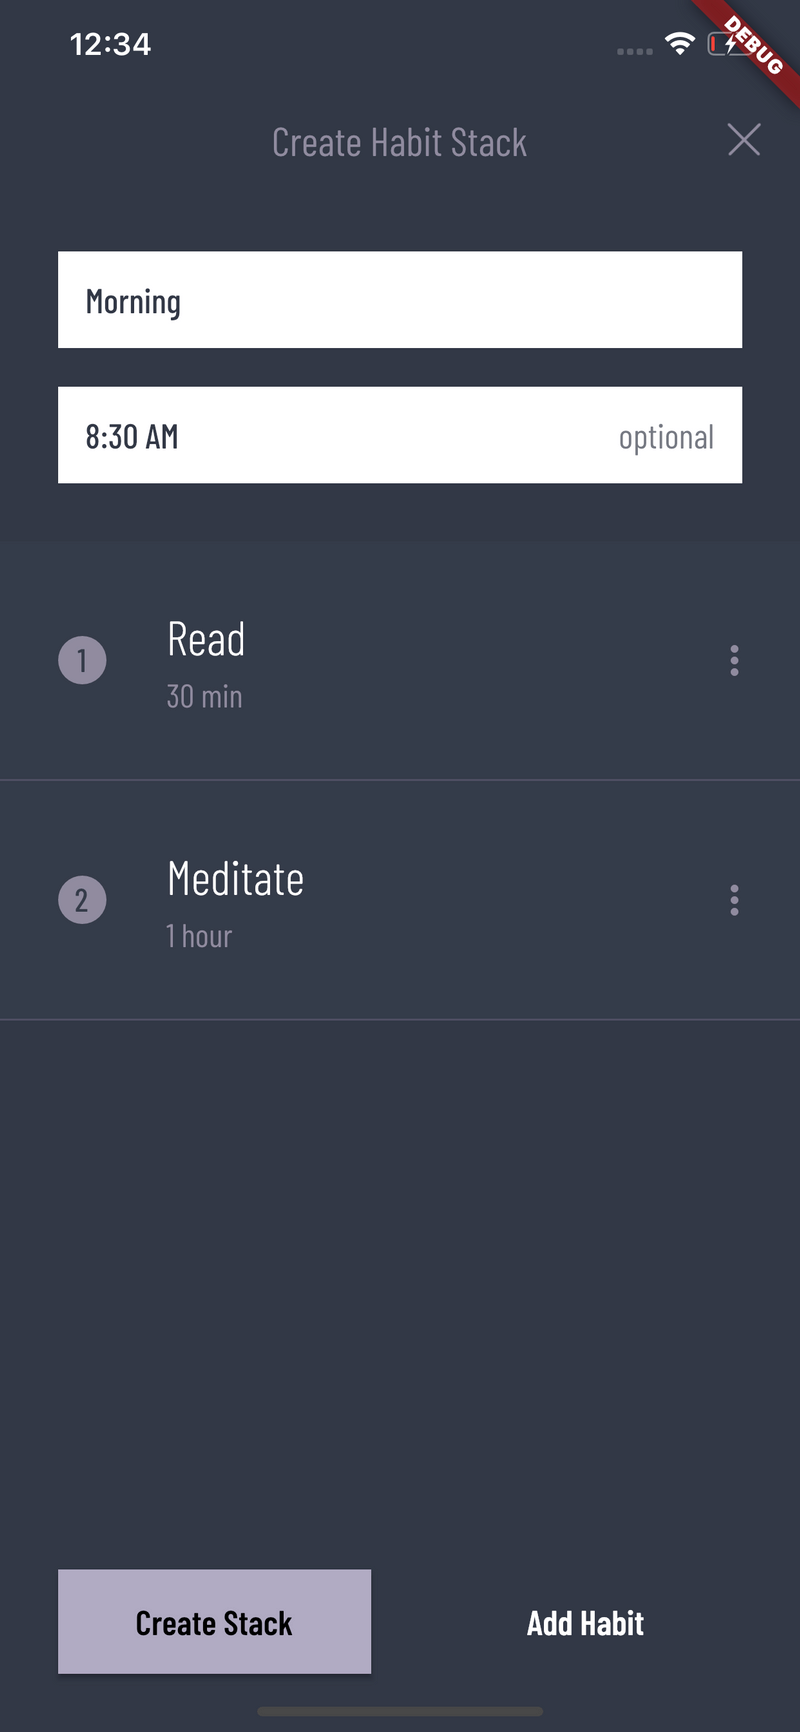 12:34
DEBUG
Create Habit Stack
Morning
8:30 AM optional
1 Read
30 min
2 Meditate
1 hour
Create Stack Add Habit